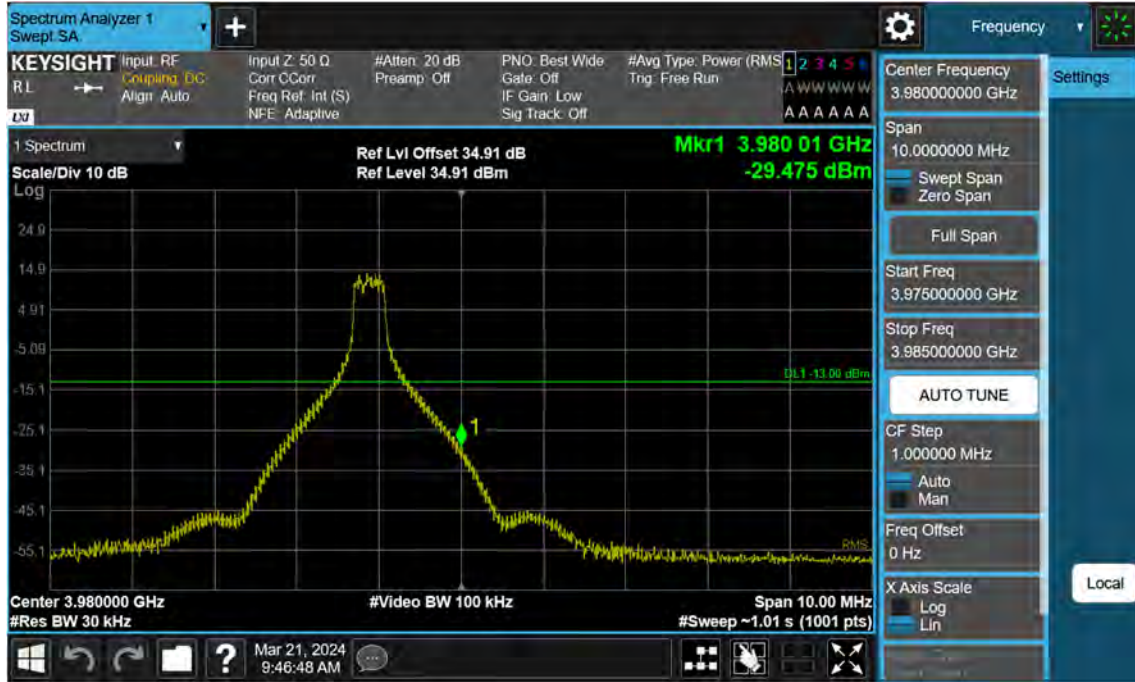 Spectrum Analyzer 1
Swept SA
Frequency
KEYSIGHT
Input: RF
Input Z: 50 Ω
#Atten: 20 dB
PNO: Best Wide
#Avg Type: Power (RMS
1 2 3 4 5 6
RL
Coupling: DC
Corr CCorr
Preamp: Off
Gate: Off
Trig: Free Run
Align: Auto
Freq Ref: Int (S)
IF Gain: Low
A W W W W W
NFE: Adaptive
Sig Track: Off
A A A A A A
LXI
1 Spectrum
Ref Lvl Offset 34.91 dB
Mkr1 3.980 01 GHz
Scale/Div 10 dB
Ref Level 34.91 dBm
-29.475 dBm
Log
24.9
14.9
4.91
-5.09
DL1 -13.00 dBm
-15.1
1
-25.1
-35.1
-45.1
RMS
-55.1
Center 3.980000 GHz
#Video BW 100 kHz
Span 10.00 MHz
#Res BW 30 kHz
#Sweep ~1.01 s (1001 pts)
?
Mar 21, 2024
9:46:48 AM
Center Frequency
3.980000000 GHz
Settings
Span
10.0000000 MHz
Swept Span
Zero Span
Full Span
Start Freq
3.975000000 GHz
Stop Freq
3.985000000 GHz
AUTO TUNE
CF Step
1.000000 MHz
Auto
Man
Freq Offset
0 Hz
X Axis Scale
Log
Lin
Local